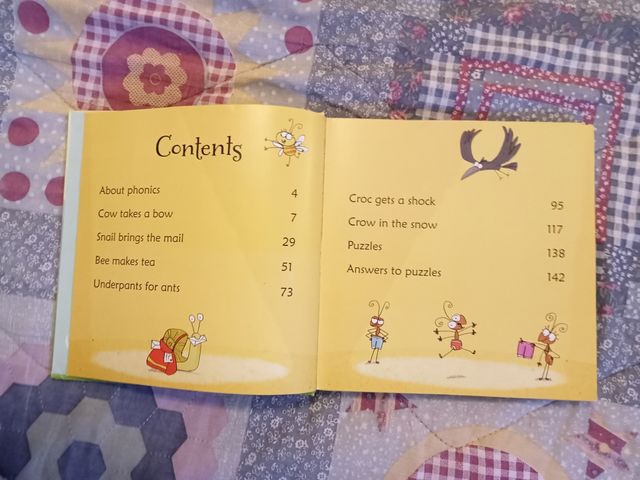 Contents
About phonics 4
Cow takes a bow 7
Snail brings the mail 29
Bee makes tea 51
Underpants for ants 73
Croc gets a shock 95
Crow in the snow 117
Puzzles 138
Answers to puzzles 142